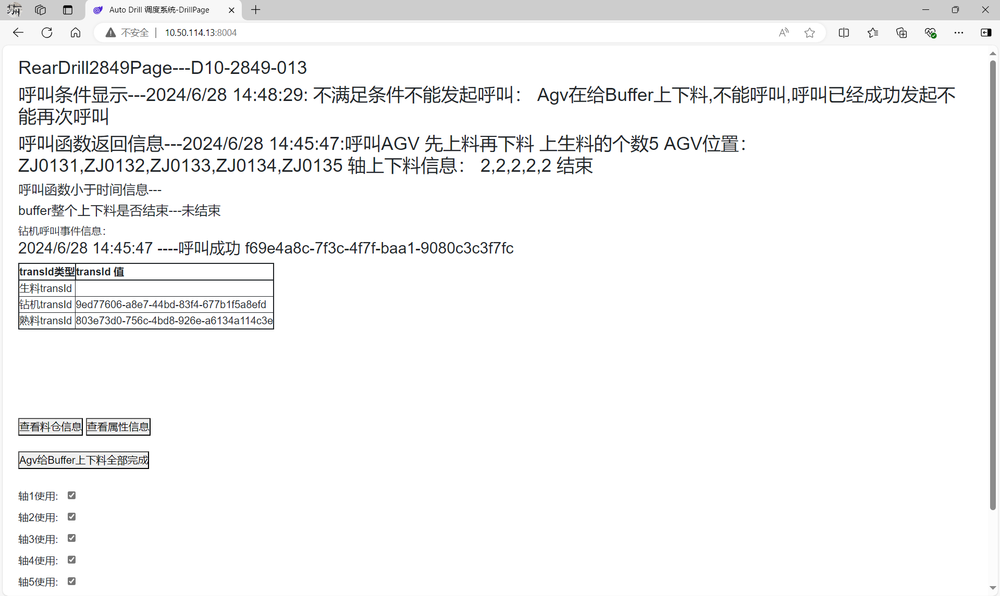 Auto Drill 调度系统-DrillPage
不安全 | 10.50.114.13:8004
RearDrill2849Page---D10-2849-013
呼叫条件显示---2024/6/28 14:48:29: 不满足条件不能发起呼叫： Agv在给Buffer上下料,不能呼叫,呼叫已经成功发起不
能再次呼叫
呼叫函数返回信息---2024/6/28 14:45:47:呼叫AGV 先上料再下料 上生料的个数5 AGV位置：
ZJ0131,ZJ0132,ZJ0133,ZJ0134,ZJ0135 轴上下料信息： 2,2,2,2,2 结束
呼叫函数小于时间信息---
buffer整个上下料是否结束---未结束
钻机呼叫事件信息：
2024/6/28 14:45:47 ----呼叫成功 f69e4a8c-7f3c-4f7f-baa1-9080c3c3f7fc
transId类型 transId 值
生料transId
钻机transId 9ed77606-a8e7-44bd-83f4-677b1f5a8efd
熟料transId 803e73d0-756c-4bd8-926e-a6134a114c3e
查看料仓信息 查看属性信息
Agv给Buffer上下料全部完成
轴1使用:
轴2使用:
轴3使用:
轴4使用:
轴5使用: